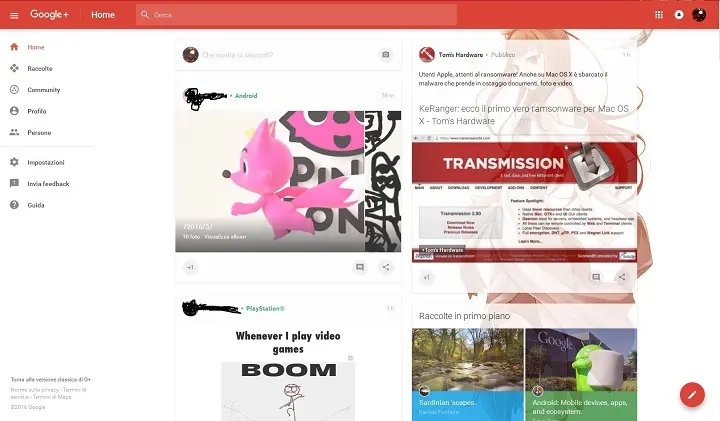 Google+
Home
Cerca
Home
Raccolte
Community
Profilo
Persone
Impostazioni
Invia feedback
Guida
Torna alla versione classica di G+
Norme sulla privacy - Termini di
servizio - Termini di Maps
©2016 Google
Che novità ci racconti?
• Android
59 m
PIN
ON
/2016/3/
10 foto · Visualizza album
+1
• PlayStation®
1 h
Whenever I play video
games
BOOM
Tom's Hardware • Pubblico
1 h
Utenti Apple, attenti al ransomware! Anche su Mac OS X è sbarcato il
malware che prende in ostaggio documenti, foto e video.
KeRanger: ecco il primo vero ramsonware per Mac OS
X - Tom's Hardware
TRANSMISSION
A Fast, Easy, and Free Bittorrent Client
MAIN ABOUT DOWNLOAD DEVELOPMENT ADD-ONS CONTENT SUPPORT
Transmission 2.90
Download Now
Release Notes
Previous Releases
Feature Spotlight:
Uses fewer resources than other clients
Native Mac, GTK+ and Qt GUI clients
Daemon ideal for servers, embedded systems, and headless use
All these can be remote controlled by Web and Terminal clients
Local Peer Discovery
Full encryption, DHT, µTP, PEX and Magnet Link support
Learn More...
+Tom's Hardware
+1
Raccolte in primo piano
Sardinian 'scapes.
Google
Android: Mobile devices, apps,
and ecosystem.